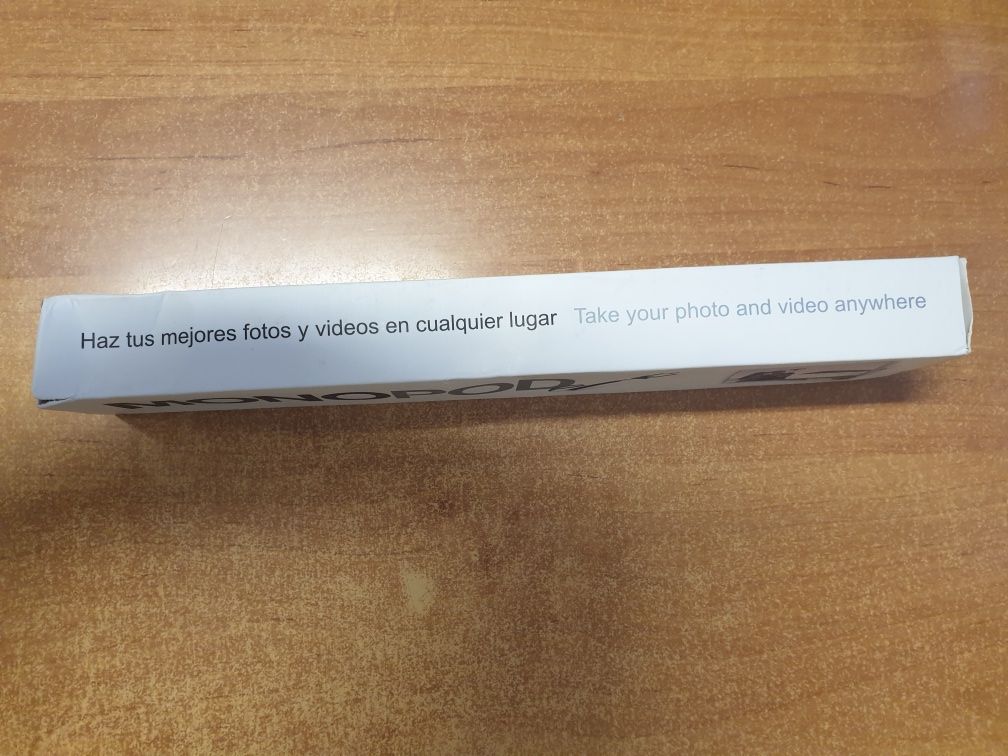 Haz tus mejores fotos y videos en cualquier lugar Take your photo and video anywhere
MONOPOD